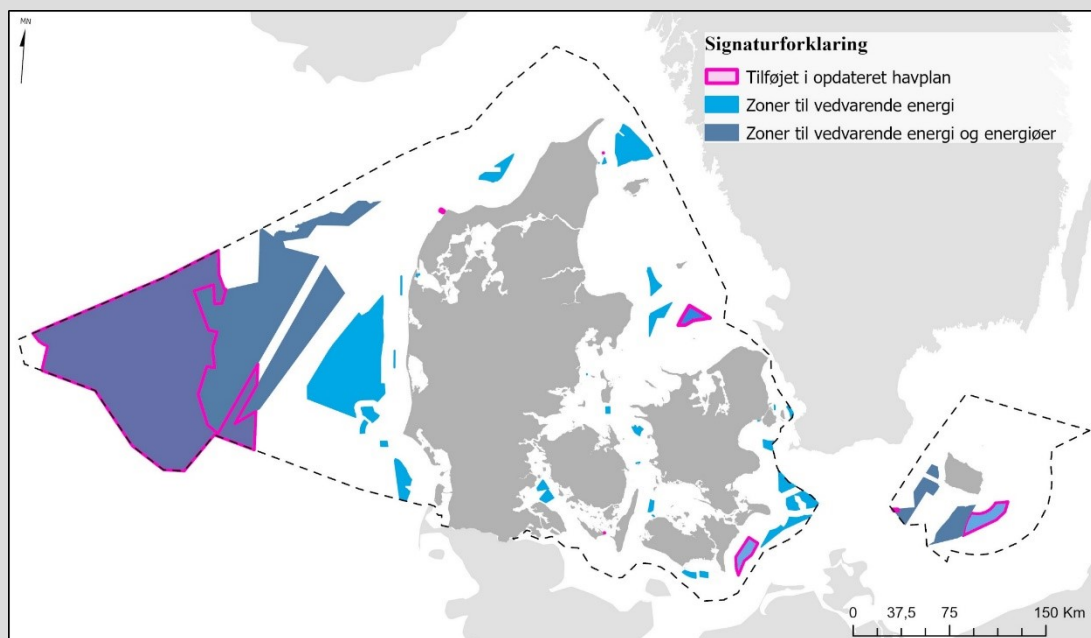 MN
Signaturforklaring
Tilføjet i opdateret havplan
Zoner til vedvarende energi
Zoner til vedvarende energi og energiøer
0 37,5 75 150 Km